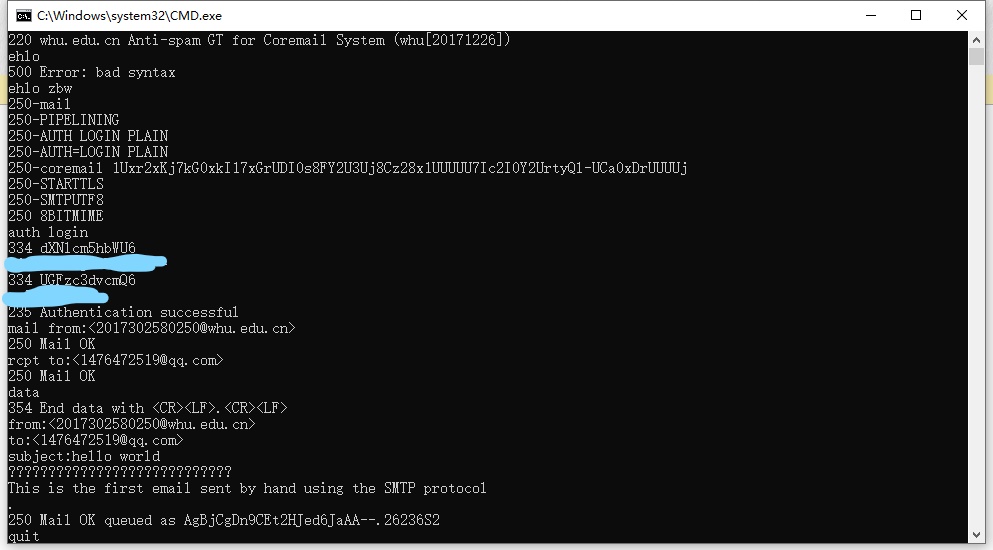 C:\Windows\system32\CMD.exe
220 whu.edu.cn Anti-spam GT for Coremail System (whu[20171226])
ehlo
500 Error: bad syntax
ehlo zbw
250-mail
250-PIPELINING
250-AUTH LOGIN PLAIN
250-AUTH=LOGIN PLAIN
250-coremail 1Uxr2xKj7kG0xkI17xGrUDI0s8FY2U3Uj8Cz28x1UUUUU7Ic2I0Y2UrtyQ1-UCa0xDrUUUUj
250-STARTTLS
250-SMTPUTF8
250 8BITMIME
auth login
334 dXNlcm5hbWU6
334 UGFzc3dvcmQ6
235 Authentication successful
mail from:<2017302580250@whu.edu.cn>
250 Mail OK
rcpt to:<1476472519@qq.com>
250 Mail OK
data
354 End data with <CR><LF>.<CR><LF>
from:<2017302580250@whu.edu.cn>
to:<1476472519@qq.com>
subject:hello world
????????????????????????????
This is the first email sent by hand using the SMTP protocol
.
250 Mail OK queued as AgBjCgDn9CEt2HJed6JaAA--.26236S2
quit